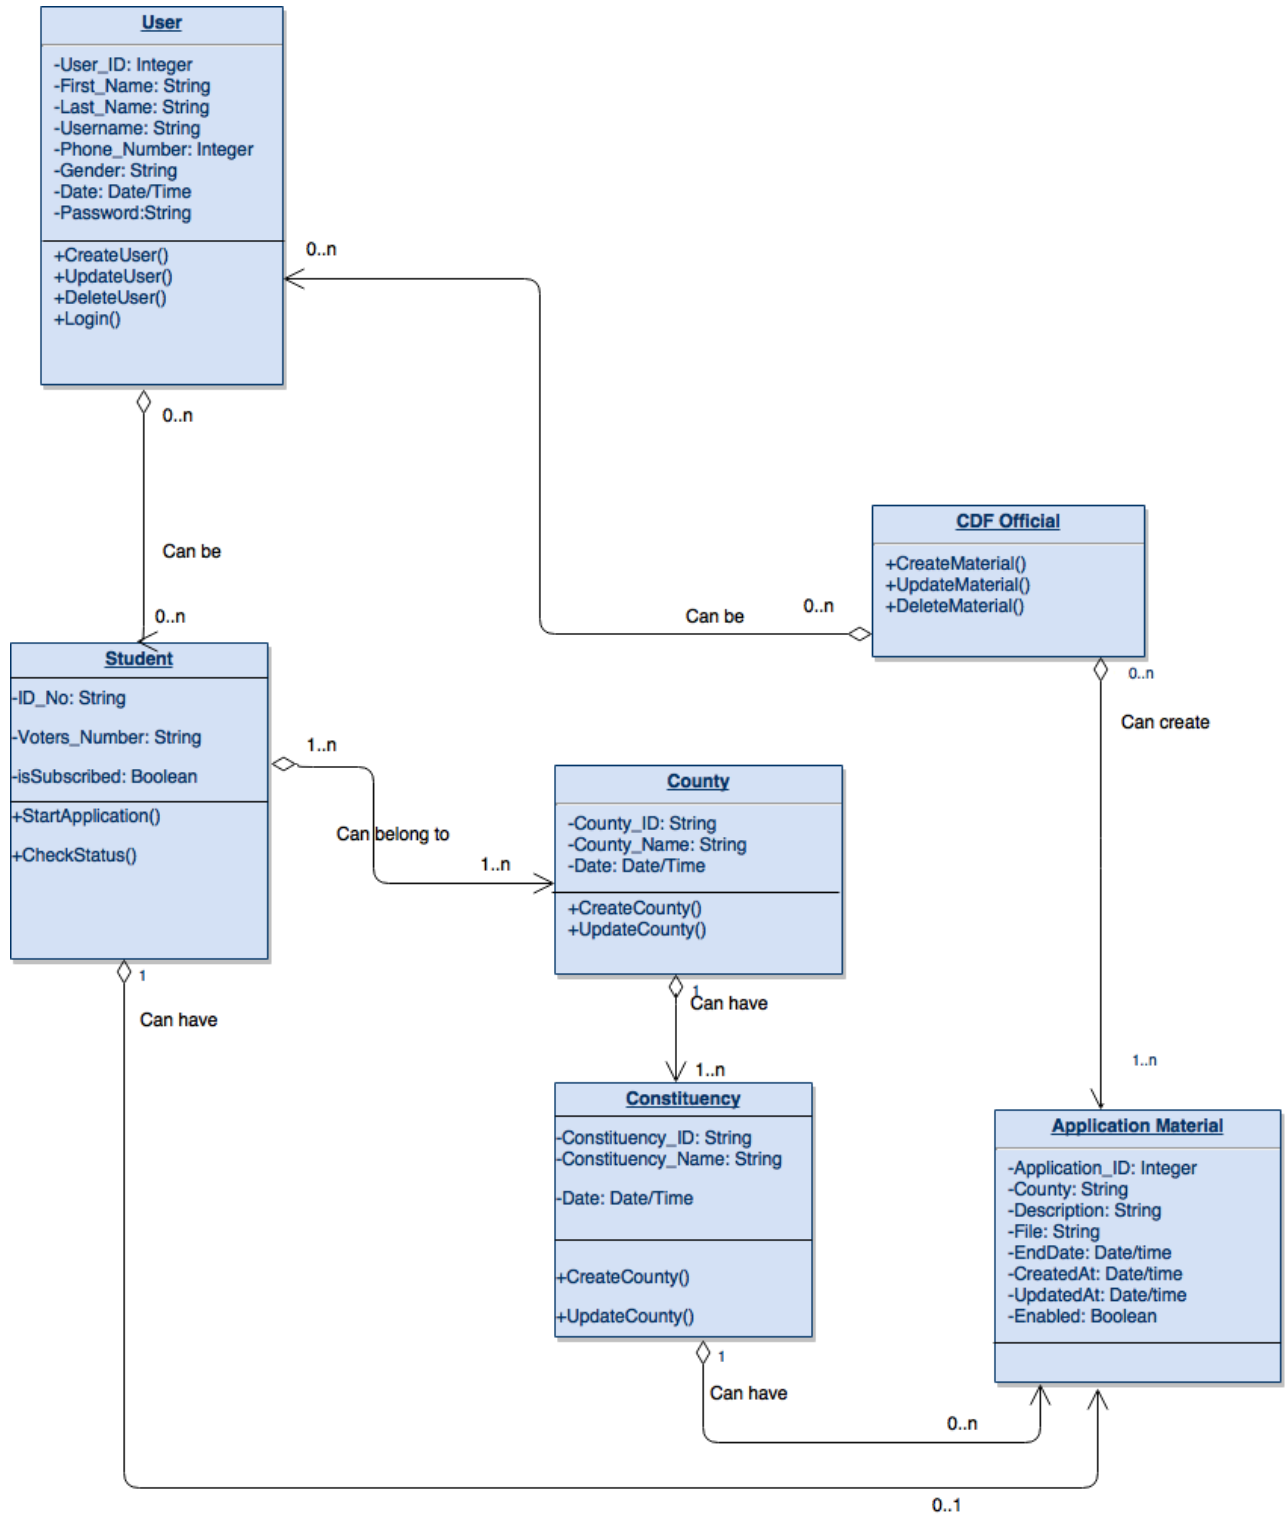 User
-User_ID: Integer
-First_Name: String
-Last_Name: String
-Username: String
-Phone_Number: Integer
-Gender: String
-Date: Date/Time
-Password:String
+CreateUser()
+UpdateUser()
+DeleteUser()
+Login()
0..n
0..n
Can be
0..n
CDF Official
+CreateMaterial()
+UpdateMaterial()
+DeleteMaterial()
0..n
Can be
0..n
Can create
1..n
Student
-ID_No: String
-Voters_Number: String
-isSubscribed: Boolean
+StartApplication()
+CheckStatus()
1..n
Can belong to
1..n
County
-County_ID: String
-County_Name: String
-Date: Date/Time
+CreateCounty()
+UpdateCounty()
1
Can have
1
Can have
1..n
Constituency
-Constituency_ID: String
-Constituency_Name: String
-Date: Date/Time
+CreateCounty()
+UpdateCounty()
1
Can have
0..n
Application Material
-Application_ID: Integer
-County: String
-Description: String
-File: String
-EndDate: Date/time
-CreatedAt: Date/time
-UpdatedAt: Date/time
-Enabled: Boolean
0..1